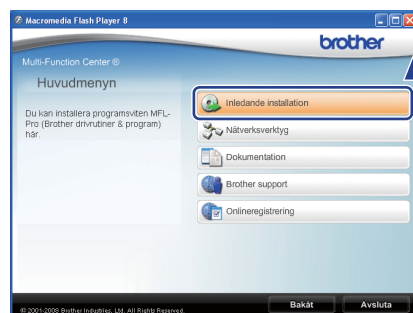 Macromedia Flash Player 8
brother
Multi-Function Center ®
Huvudmenyn
Du kan installera programsviten MFL-
Pro (Brother drivrutiner & program)
här.
Inledande installation
Nätverksverktyg
Dokumentation
Brother support
Onlineregistrering
Bakåt
Avsluta
© 2001-2008 Brother Industries, Ltd. All Rights Reserved.